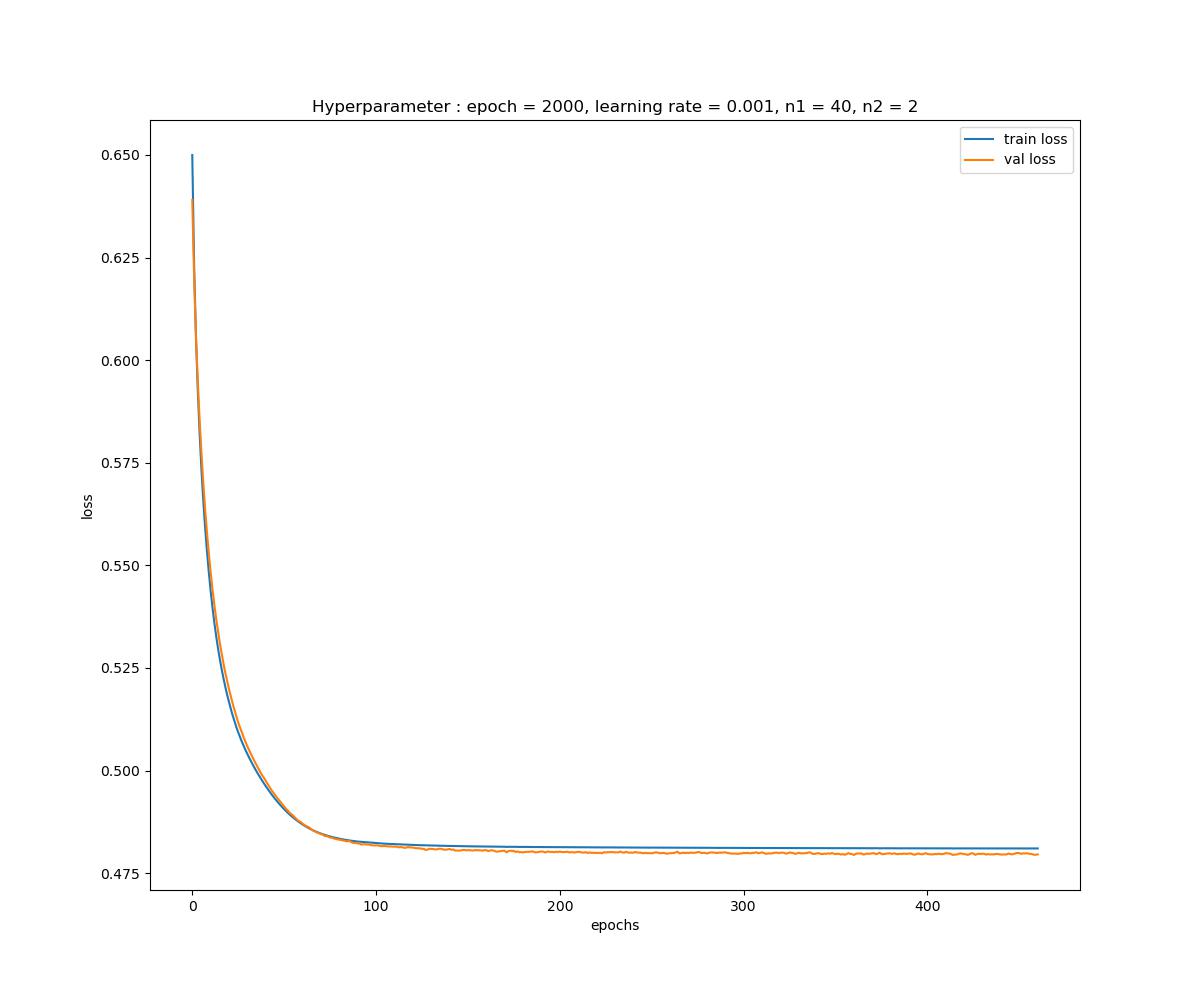 Hyperparameter : epoch = 2000, learning rate = 0.001, n1 = 40, n2 = 2
train loss
val loss
0.650
0.625
0.600
0.575
0.550
0.525
0.500
0.475
loss
0 100 200 300 400
epochs